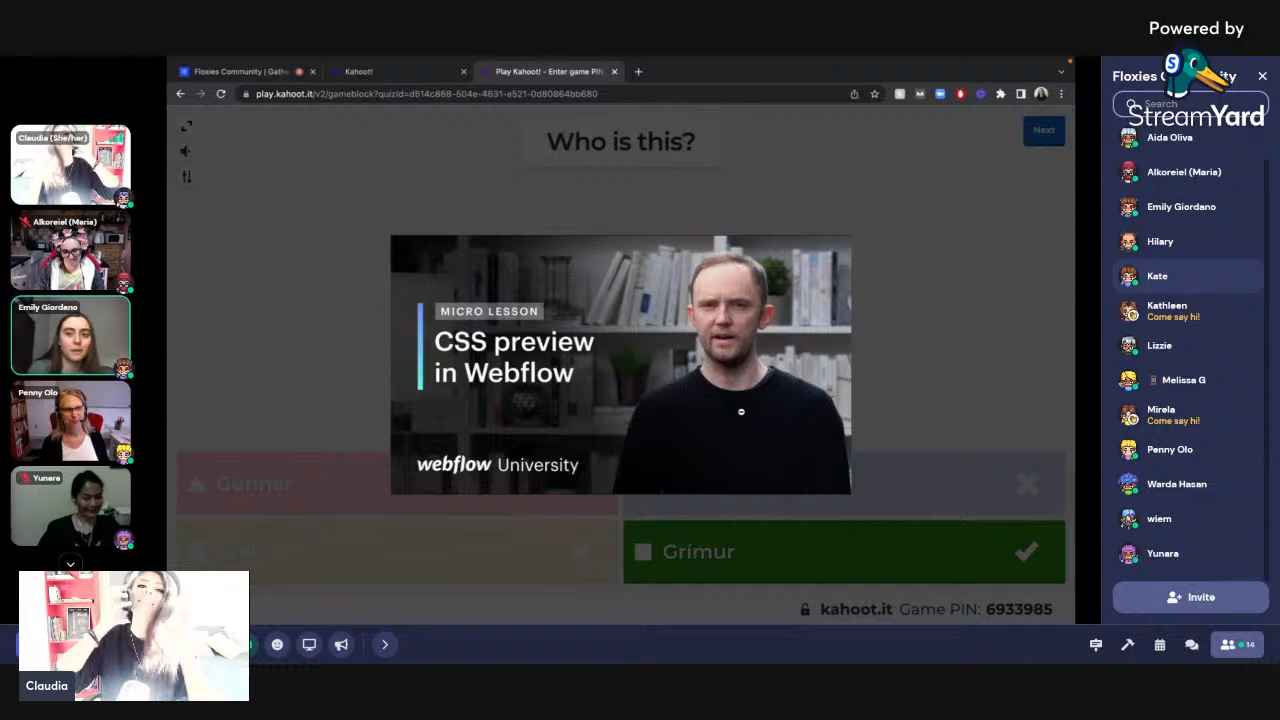 Powered by
StreamYard
Floxies Community | Gathe
Kahoot!
Play Kahoot! - Enter game PIN
play.kahoot.it/v2/gameblock?quizId=d514c868-504e-4631-a521-0d80864bb680
Who is this?
Next
MICRO LESSON
CSS preview
in Webflow
webflow University
Gunnar
Grímur
kahoot.it Game PIN: 6933985
Claudia (She/her)
Alkoreiel (Maria)
Emily Giordano
Penny Olo
Yunara
Claudia
Floxies
Search
Aida Oliva
Alkoreiel (Maria)
Emily Giordano
Hilary
Kate
Kathleen
Come say hi!
Lizzie
Melissa G
Mirela
Come say hi!
Penny Olo
Warda Hasan
wiem
Yunara
Invite
14